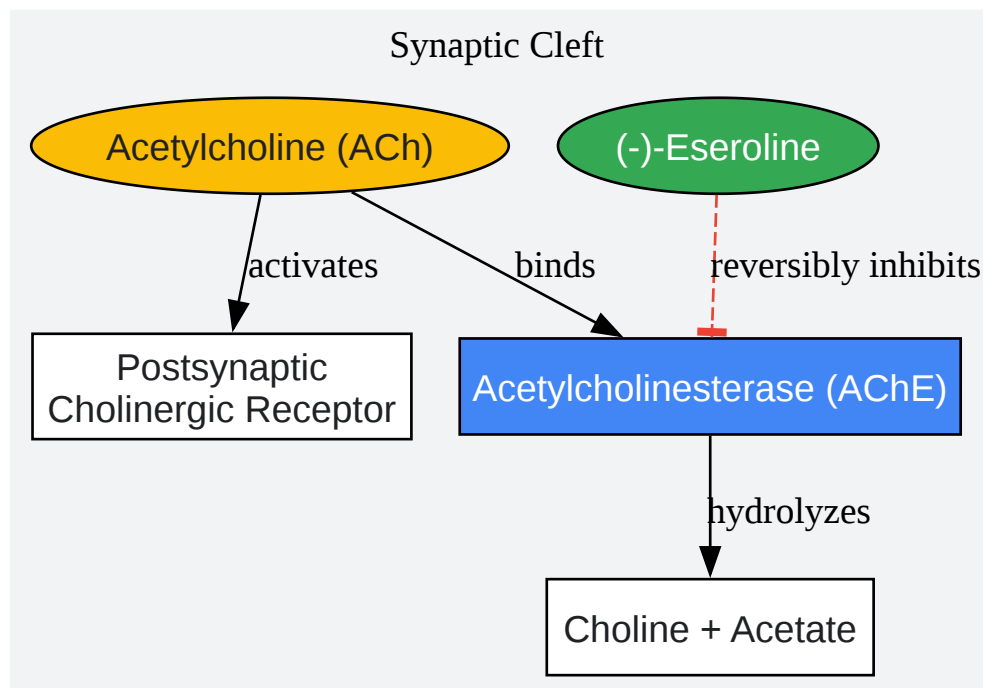 Synaptic Cleft
Acetylcholine (ACh)
(-)-Eseroline
activates
binds
reversibly inhibits
Postsynaptic
Cholinergic Receptor
Acetylcholinesterase (AChE)
hydrolyzes
Choline + Acetate